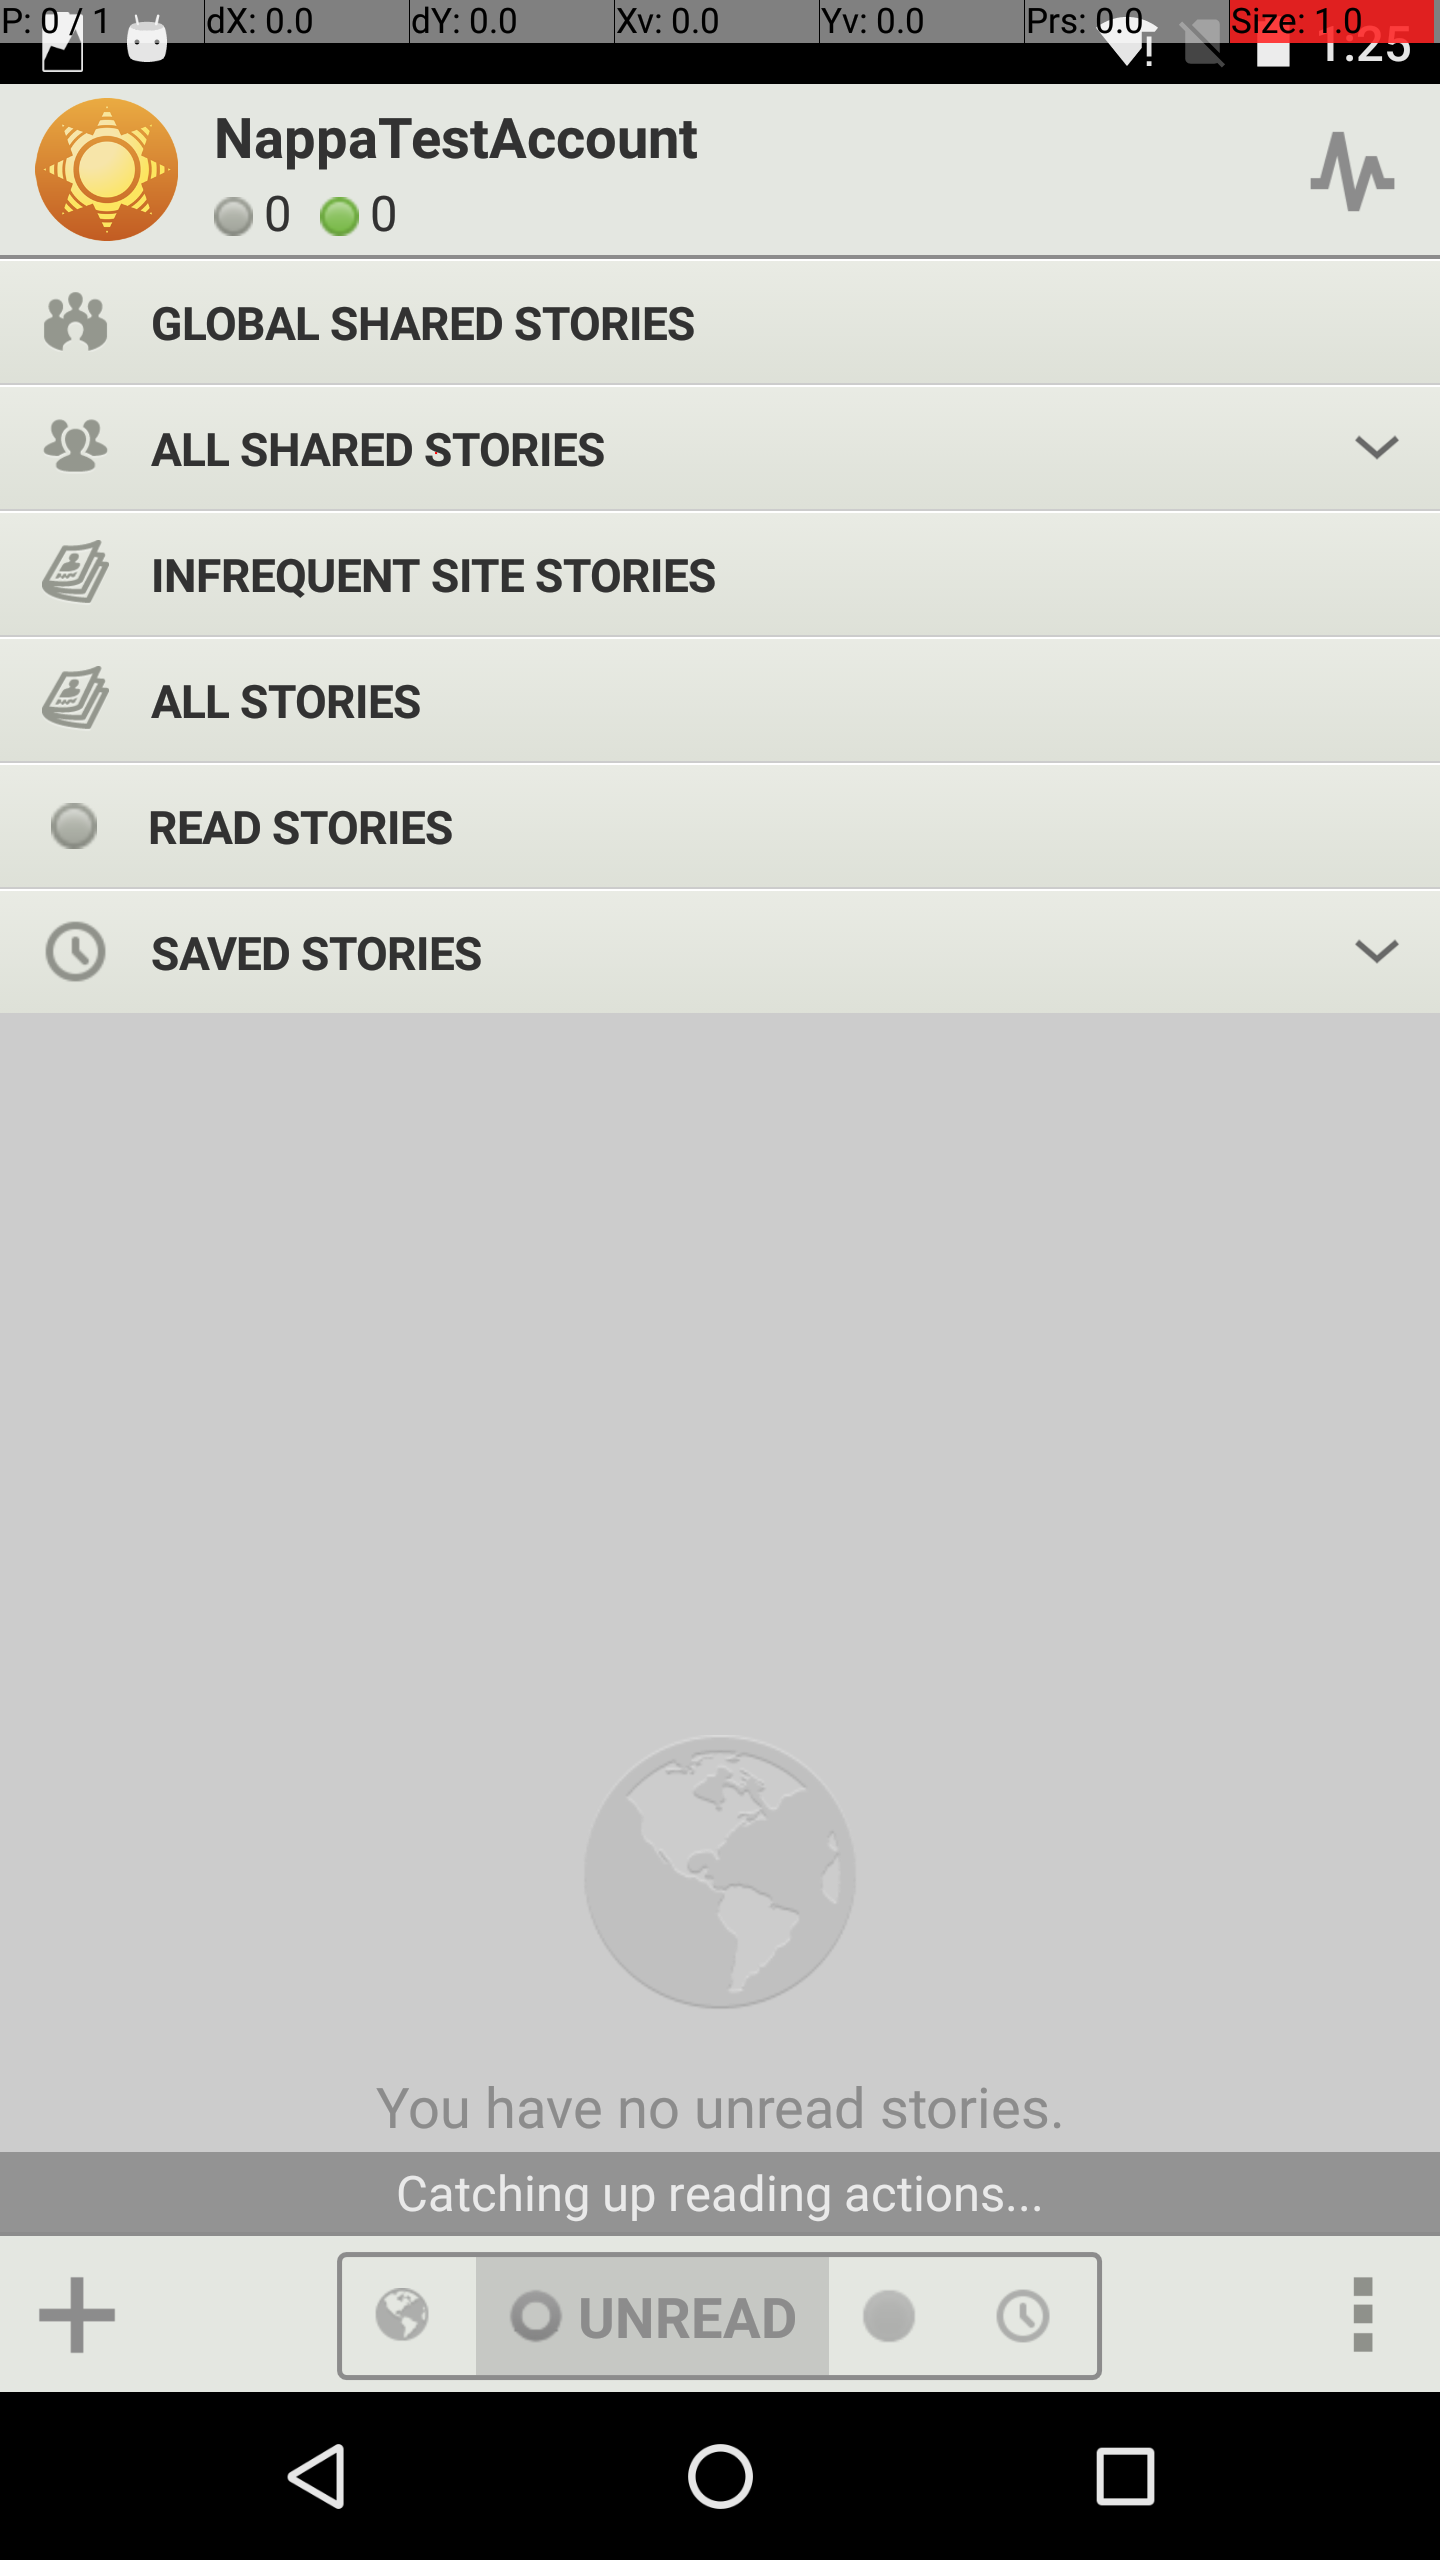 P: 0 / 1 dX: 0.0 dY: 0.0 Xv: 0.0 Yv: 0.0 Prs: 0.0 Size: 1.0
1:25
NappaTestAccount
0 0
GLOBAL SHARED STORIES
ALL SHARED STORIES
INFREQUENT SITE STORIES
ALL STORIES
READ STORIES
SAVED STORIES
You have no unread stories.
Catching up reading actions...
UNREAD